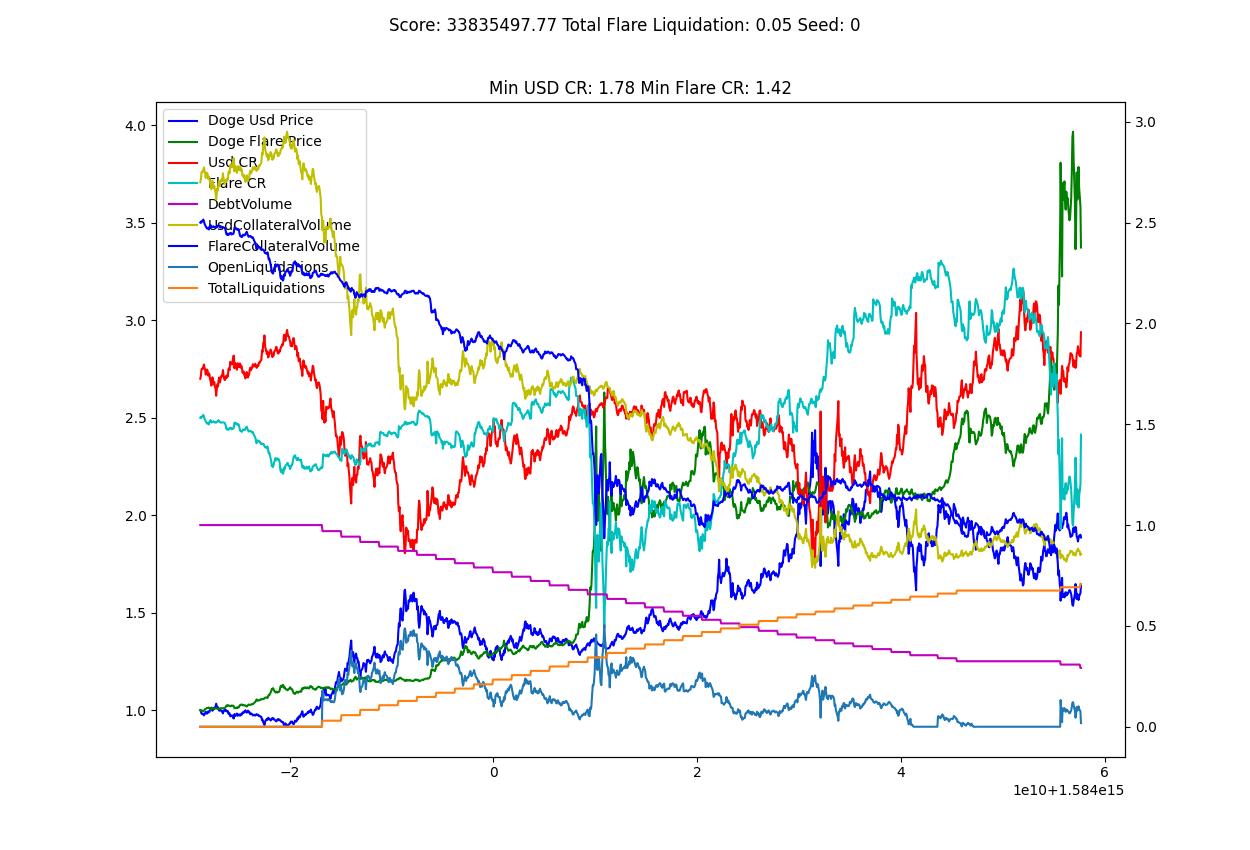 Score: 33835497.77 Total Flare Liquidation: 0.05 Seed: 0
Min USD CR: 1.78 Min Flare CR: 1.42
Doge Usd Price
Doge Flare Price
Usd CR
Flare CR
DebtVolume
UsdCollateralVolume
FlareCollateralVolume
OpenLiquidations
TotalLiquidations
4.0
3.5
3.0
2.5
2.0
1.5
1.0
3.0
2.5
2.0
1.5
1.0
0.5
0.0
−2
0
2
4
6
1e10+1.584e15